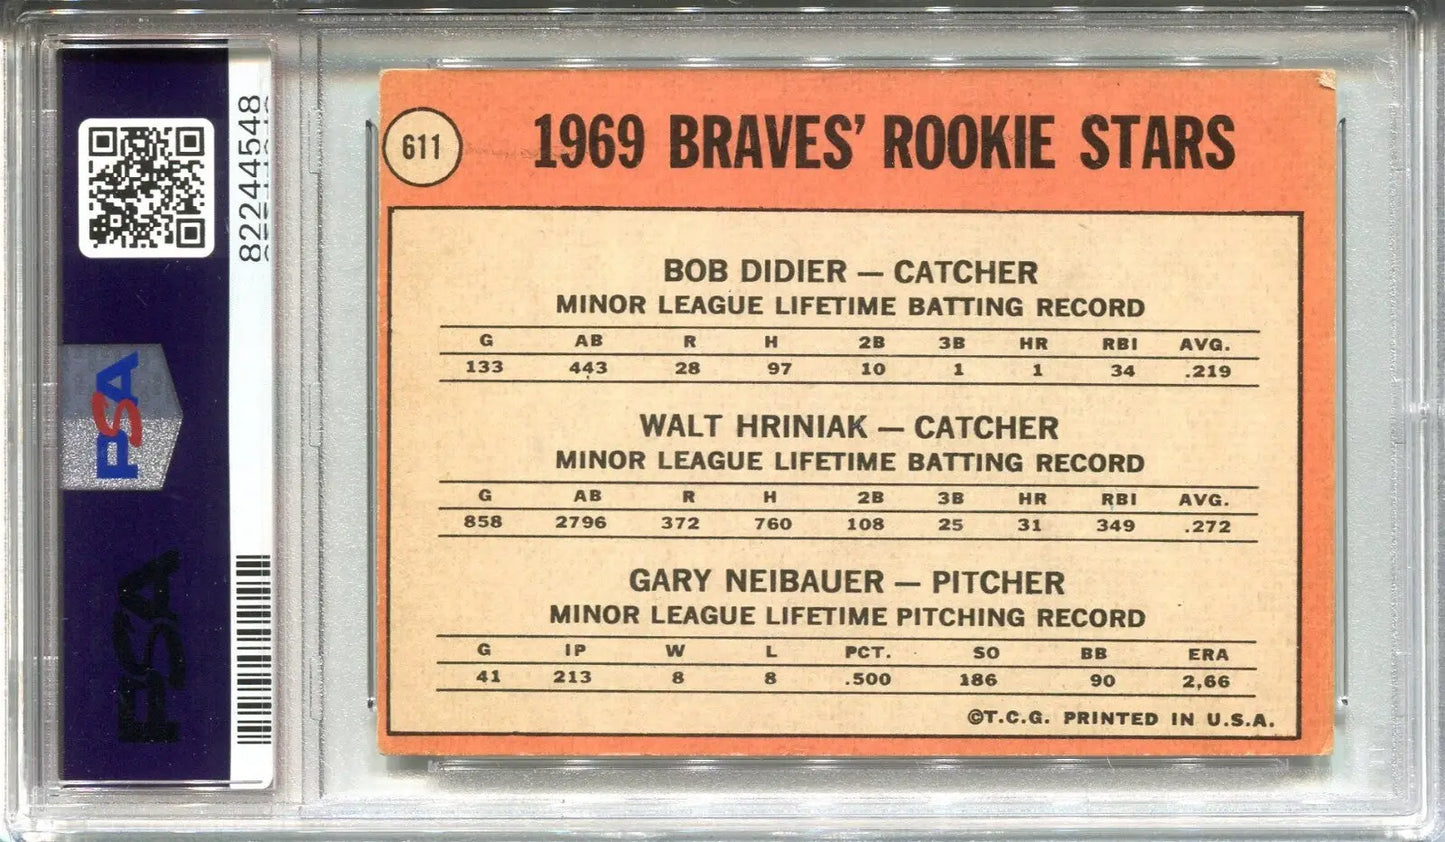 82244548
PSA
PSA
611
1969 BRAVES' ROOKIE STARS
BOB DIDIER — CATCHER
MINOR LEAGUE LIFETIME BATTING RECORD
G AB R H 2B 3B HR RBI AVG.
133 443 28 97 10 1 1 34 .219
WALT HRINIAK — CATCHER
MINOR LEAGUE LIFETIME BATTING RECORD
G AB R H 2B 3B HR RBI AVG.
858 2796 372 760 108 25 31 349 .272
GARY NEIBAUER — PITCHER
MINOR LEAGUE LIFETIME PITCHING RECORD
G IP W L PCT. SO BB ERA
41 213 8 8 .500 186 90 2,66
©T.C.G. PRINTED IN U.S.A.